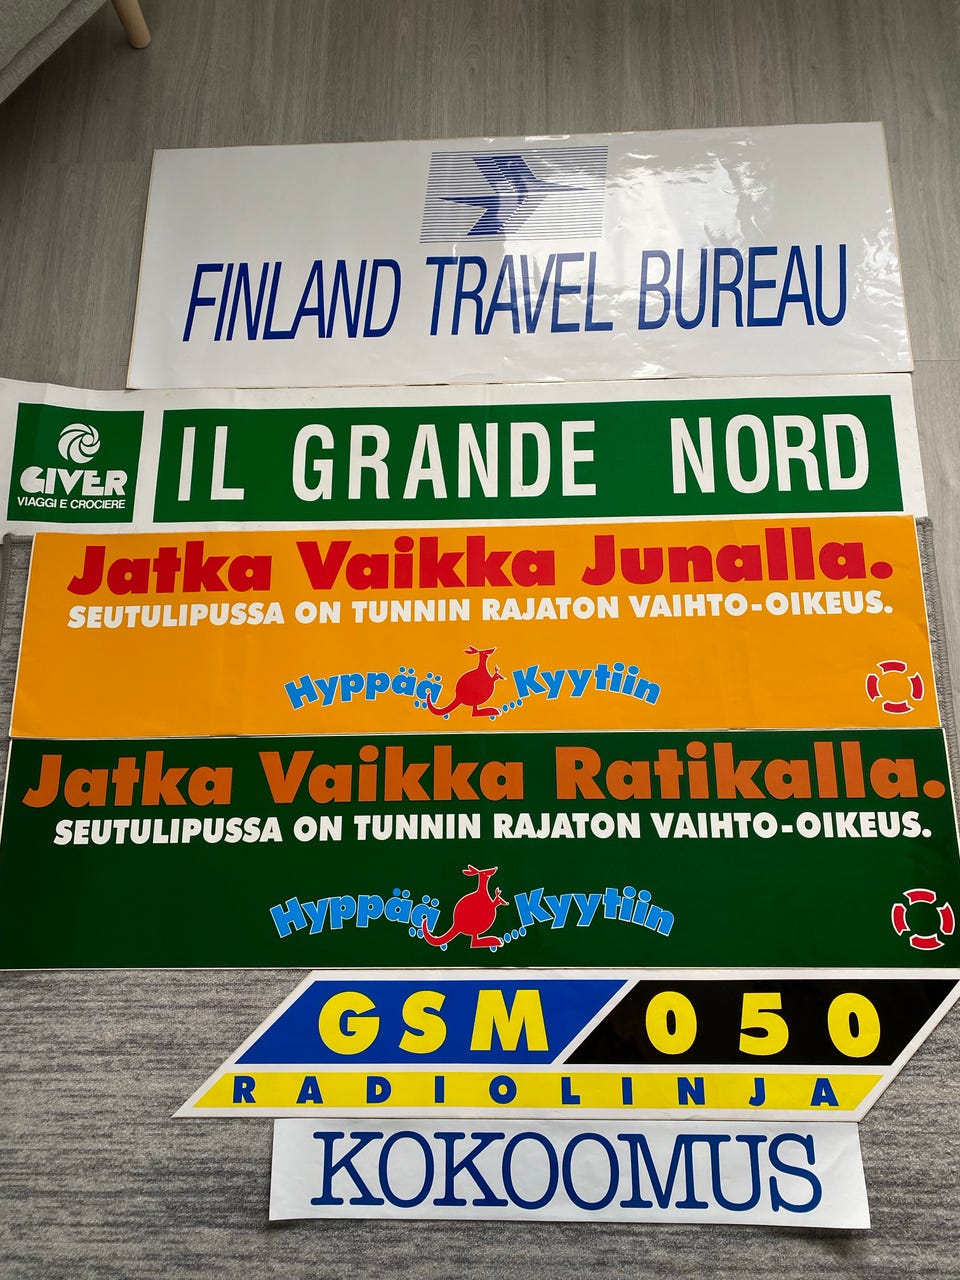 FINLAND TRAVEL BUREAU
GIVER
VIAGGI E CROCIERE
IL GRANDE NORD
Jatka Vaikka Junalla.
SEUTULIPUSSA ON TUNNIN RAJATON VAIHTO-OIKEUS.
Hyppää Kyytiin
Jatka Vaikka Ratikalla.
SEUTULIPUSSA ON TUNNIN RAJATON VAIHTO-OIKEUS.
Hyppää Kyytiin
GSM 050
RADIOLINJA
KOKOOMUS